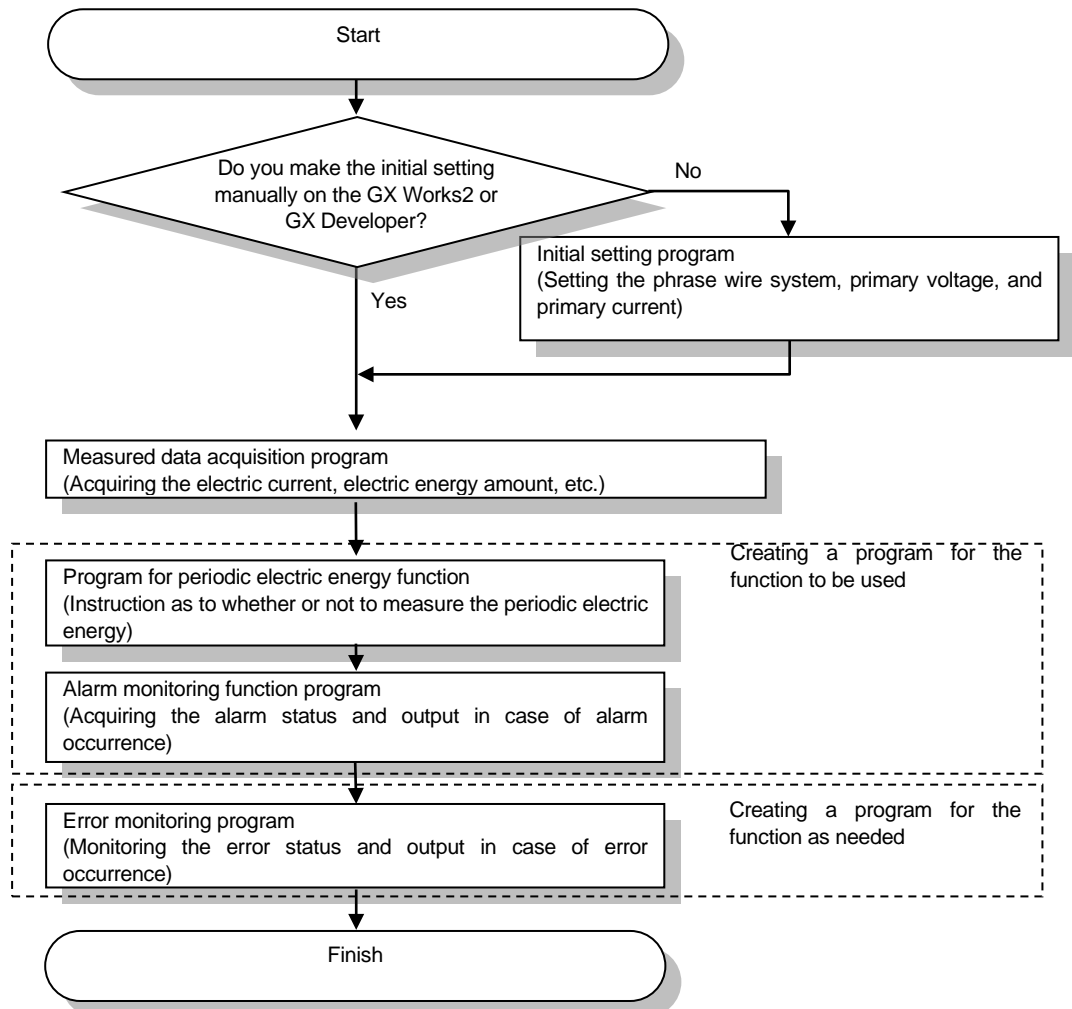 Start
Do you make the initial setting
manually on the GX Works2 or
GX Developer?
No
Yes
Initial setting program
(Setting the phrase wire system, primary voltage, and
primary current)
Measured data acquisition program
(Acquiring the electric current, electric energy amount, etc.)
Creating a program for the
function to be used
Program for periodic electric energy function
(Instruction as to whether or not to measure the periodic electric
energy)
Alarm monitoring function program
(Acquiring the alarm status and output in case of alarm
occurrence)
Creating a program for the
function as needed
Error monitoring program
(Monitoring the error status and output in case of error
occurrence)
Finish